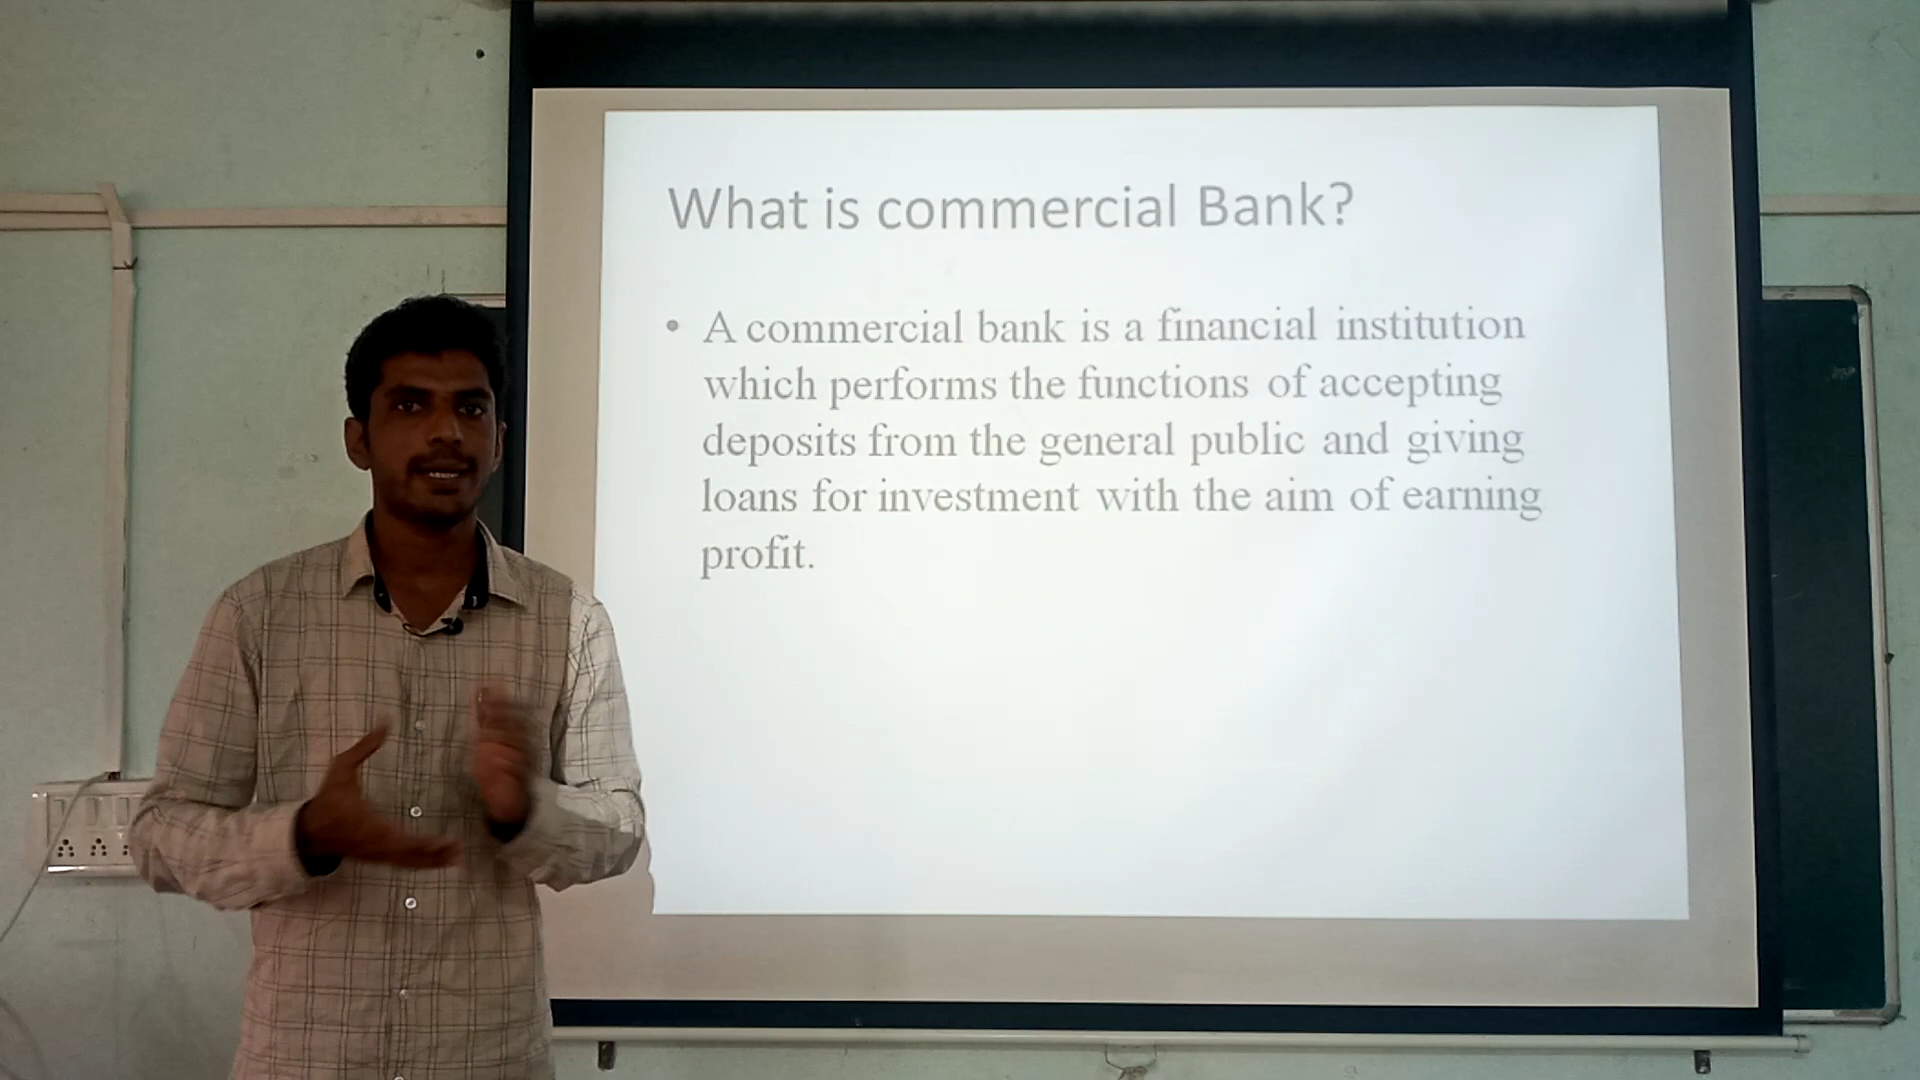 What is commercial Bank?
• A commercial bank is a financial institution
which performs the functions of accepting
deposits from the general public and giving
loans for investment with the aim of earning
profit.